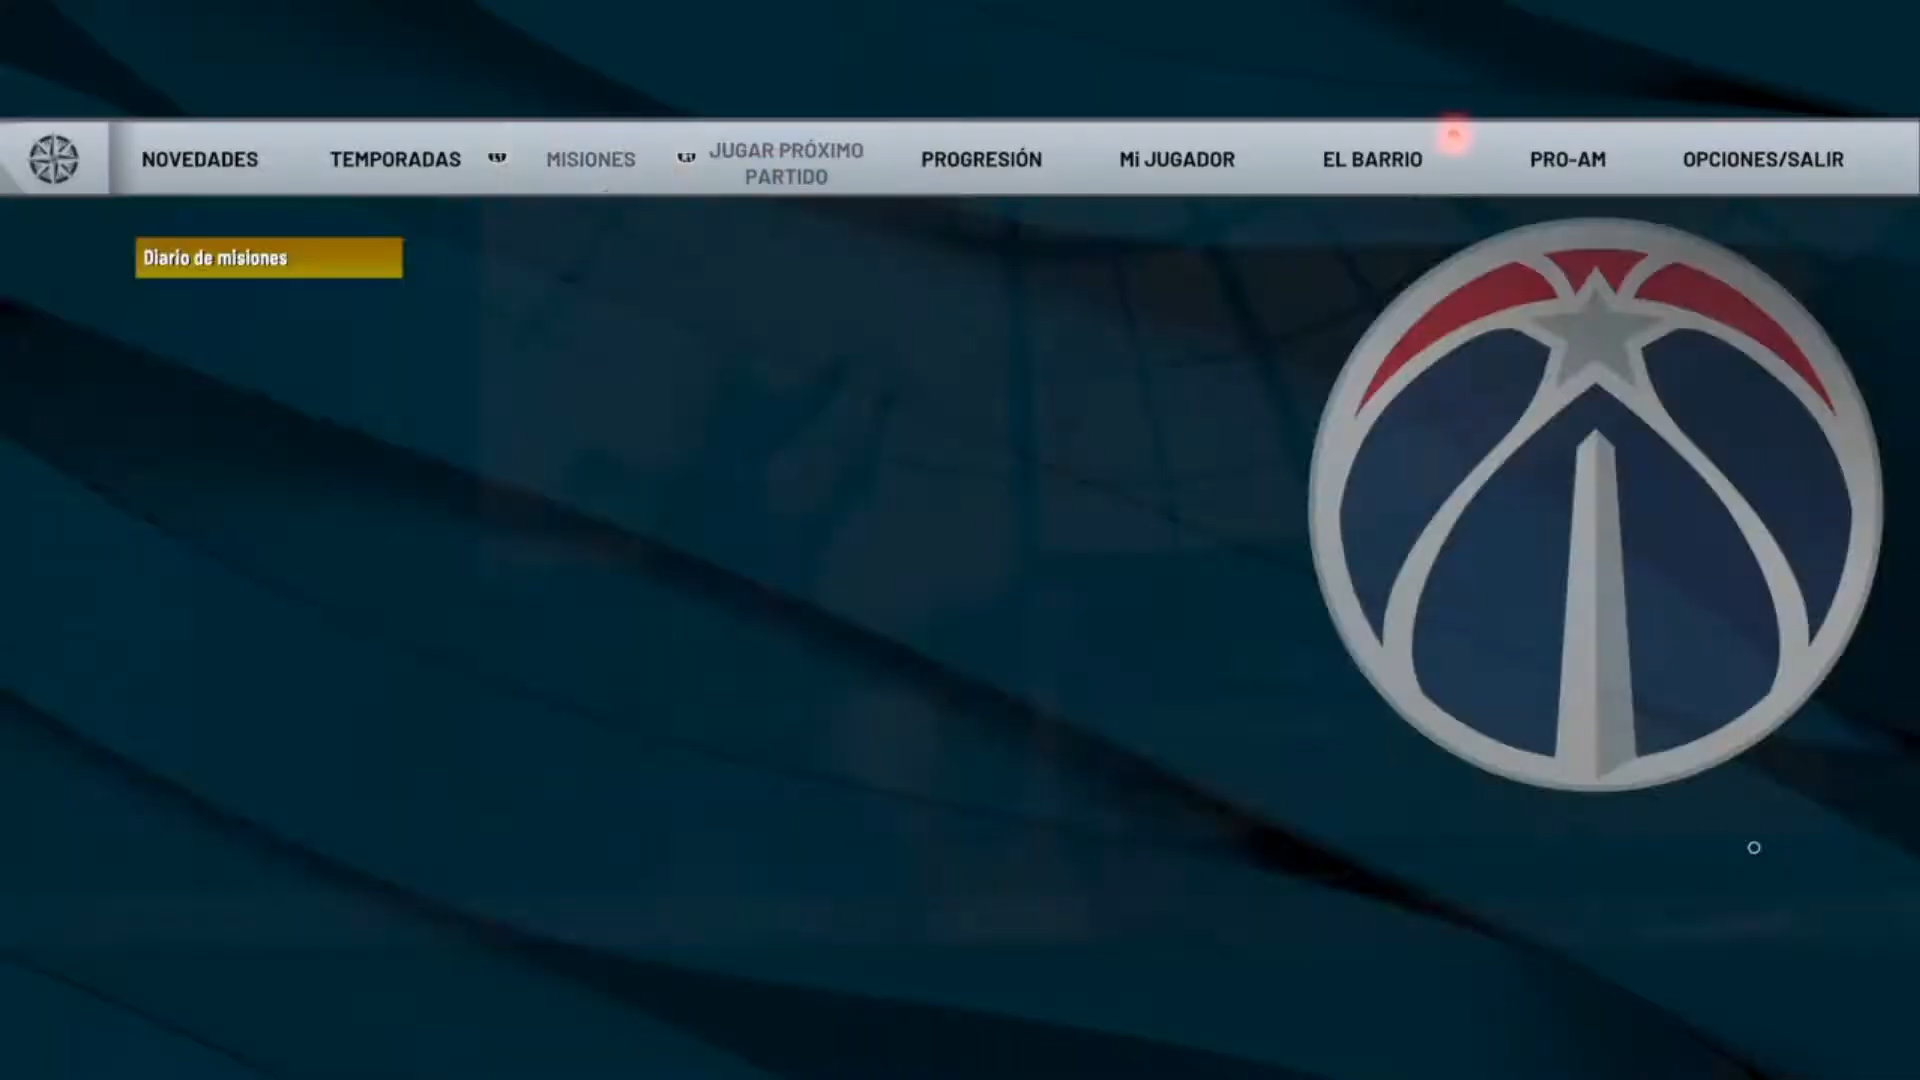 NOVEDADES
TEMPORADAS
MISIONES
JUGAR PRÓXIMO
PARTIDO
PROGRESIÓN
Mi JUGADOR
EL BARRIO
PRO-AM
OPCIONES/SALIR
Diario de misiones